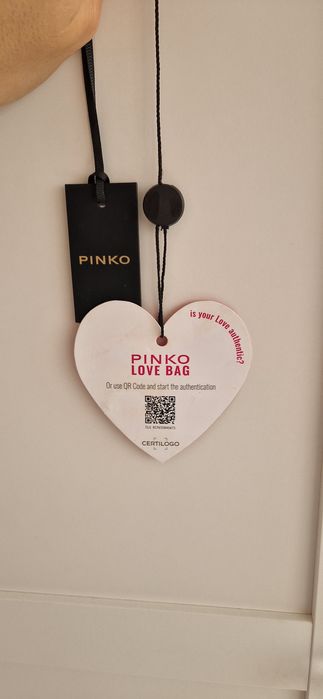 PINKO
is your Love authentic?
PINKO
LOVE BAG
Or use QR Code and start the authentication
CERTILOGO